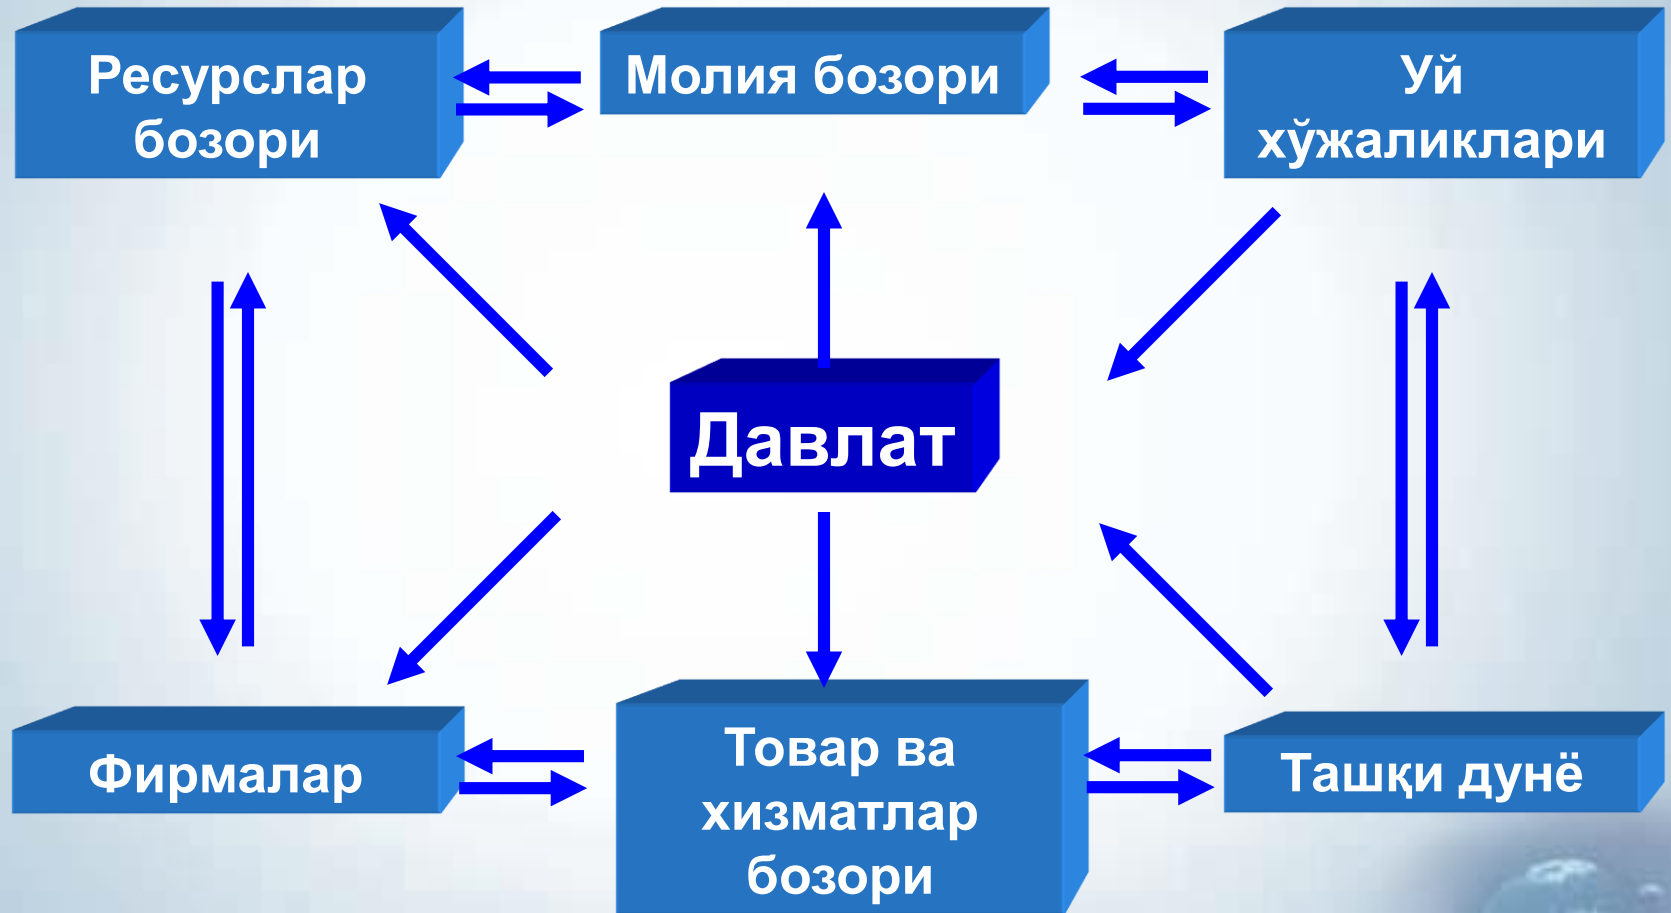 Ресурслар
бозори
Молия бозори
Уй
хўжаликлари
Давлат
Фирмалар
Товар ва
хизматлар
бозори
Ташқи дунё